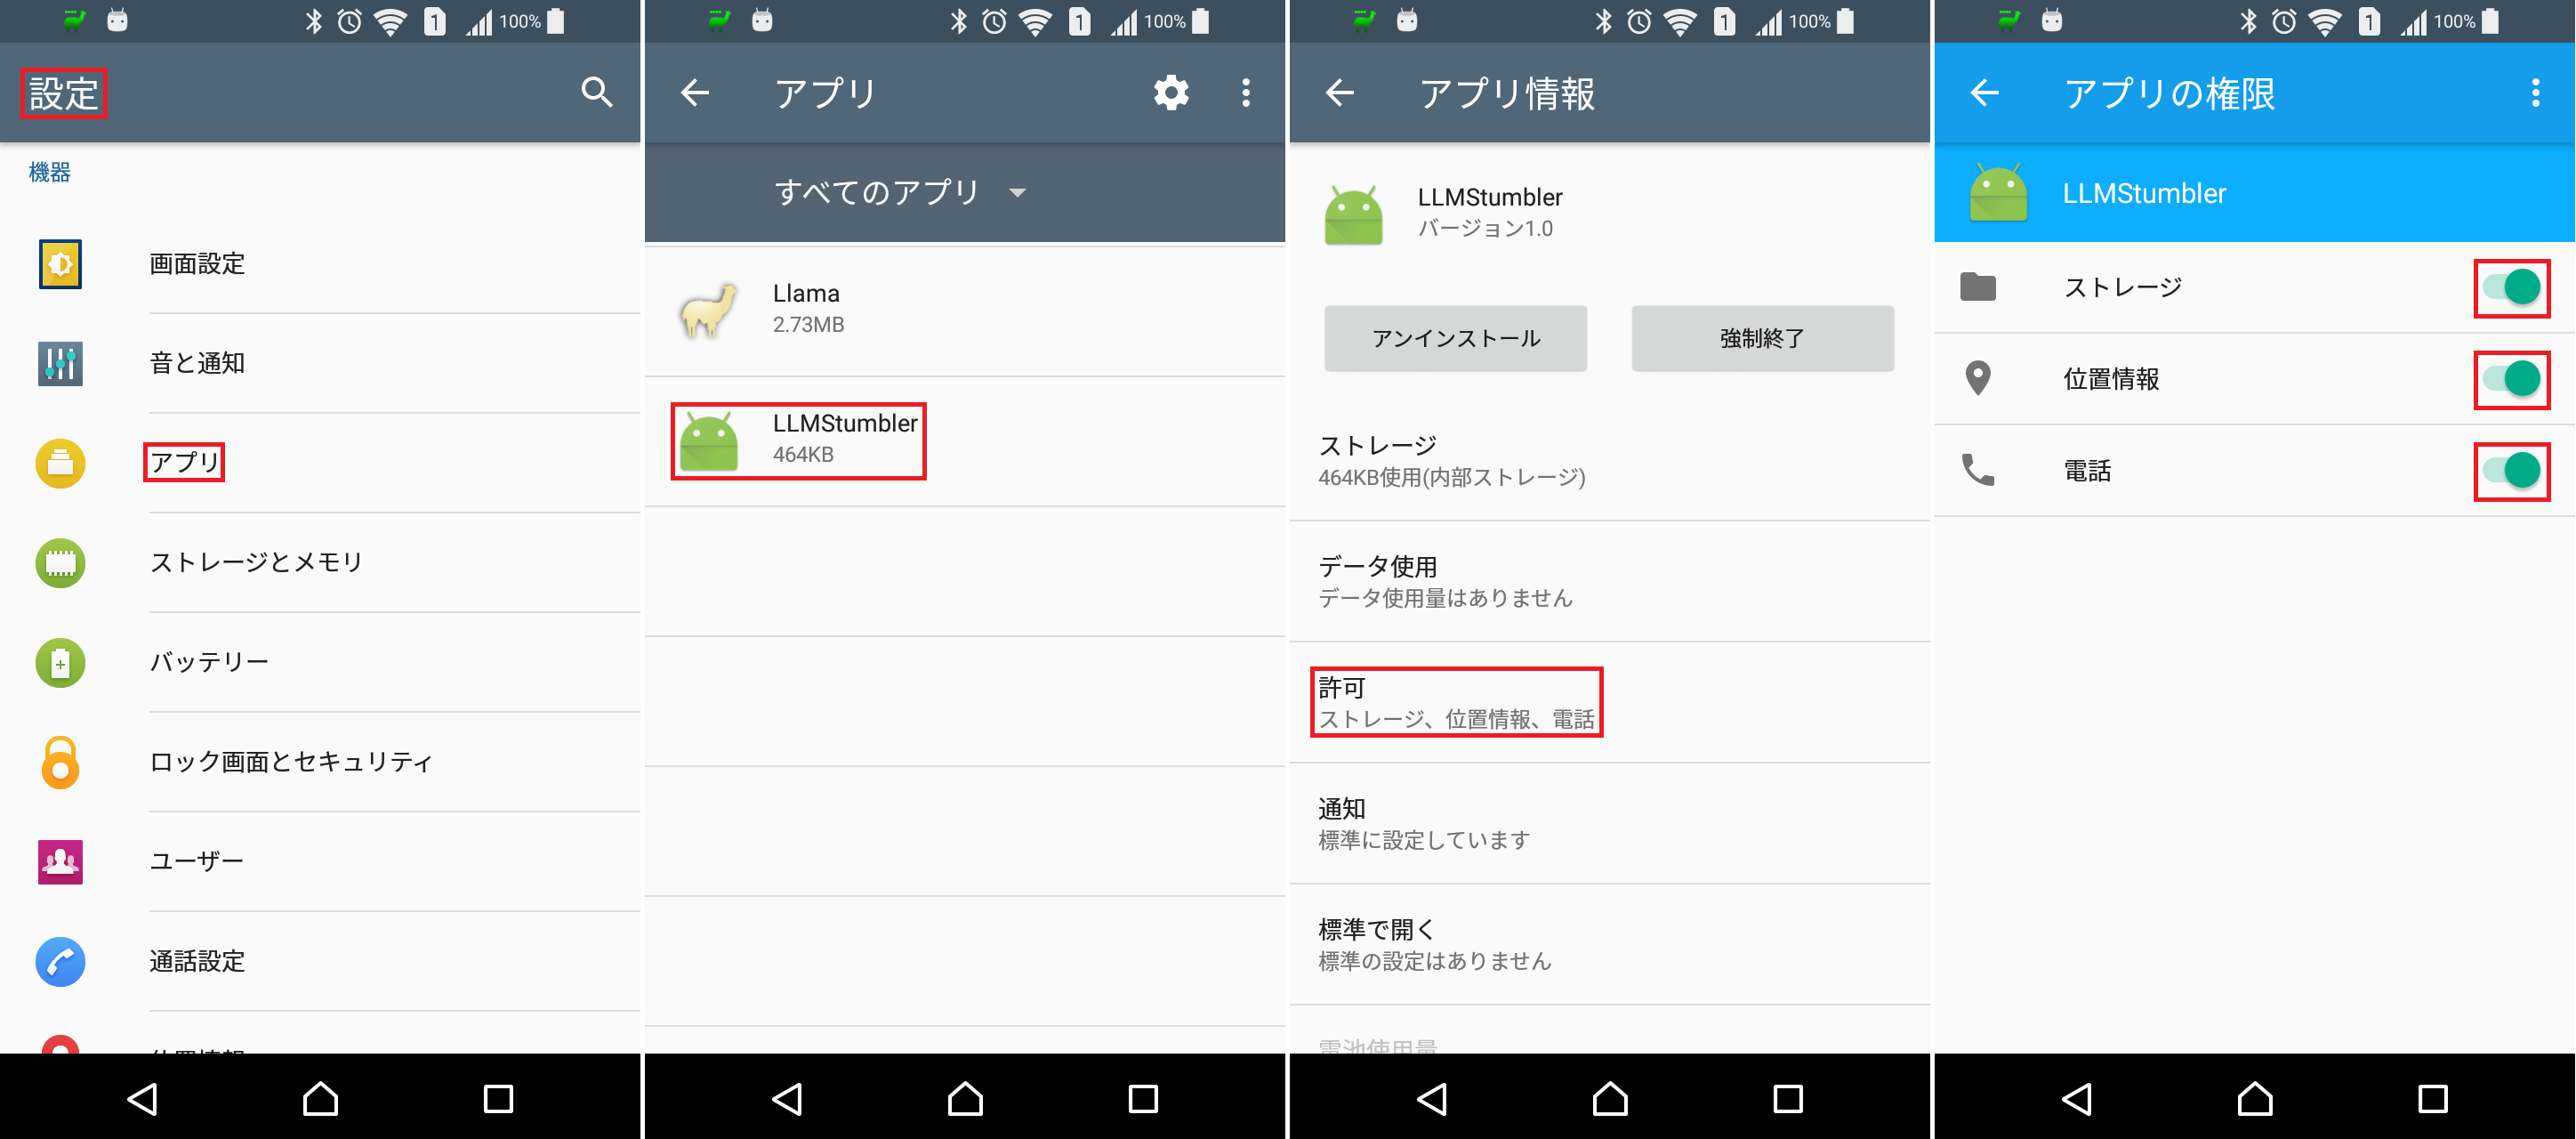 1 100%
設定
機器
画面設定
音と通知
アプリ
ストレージとメモリ
バッテリー
ロック画面とセキュリティ
ユーザー
通話設定
位置情報
1 100%
アプリ
すべてのアプリ
Llama
2.73MB
LLMStumbler
464KB
1 100%
アプリ情報
LLMStumbler
バージョン1.0
アンインストール
強制終了
ストレージ
464KB使用(内部ストレージ)
データ使用
データ使用量はありません
許可
ストレージ、位置情報、電話
通知
標準に設定しています
標準で開く
標準の設定はありません
電池使用量
1 100%
アプリの権限
LLMStumbler
ストレージ
位置情報
電話